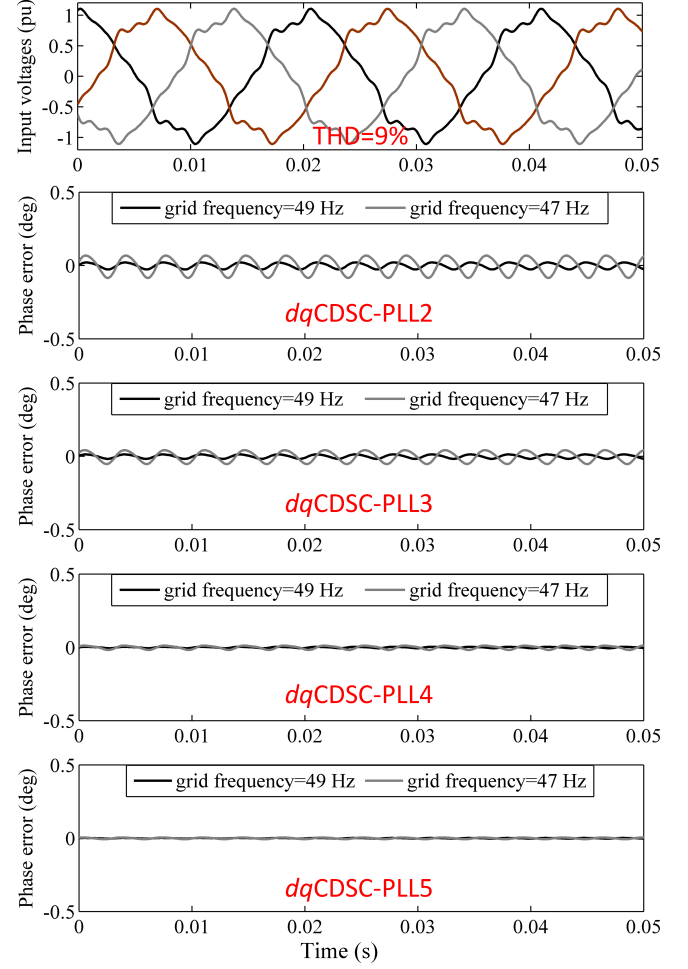 Input voltages (pu)
1
0.5
0
-0.5
-1
THD=9%
0 0.01 0.02 0.03 0.04 0.05
Phase error (deg)
0.5
0
-0.5
grid frequency=49 Hz grid frequency=47 Hz
dqCDSC-PLL2
0 0.01 0.02 0.03 0.04 0.05
Phase error (deg)
0.5
0
-0.5
grid frequency=49 Hz grid frequency=47 Hz
dqCDSC-PLL3
0 0.01 0.02 0.03 0.04 0.05
Phase error (deg)
0.5
0
-0.5
grid frequency=49 Hz grid frequency=47 Hz
dqCDSC-PLL4
0 0.01 0.02 0.03 0.04 0.05
Phase error (deg)
0.5
0
-0.5
grid frequency=49 Hz grid frequency=47 Hz
dqCDSC-PLL5
0 0.01 0.02 0.03 0.04 0.05
Time (s)